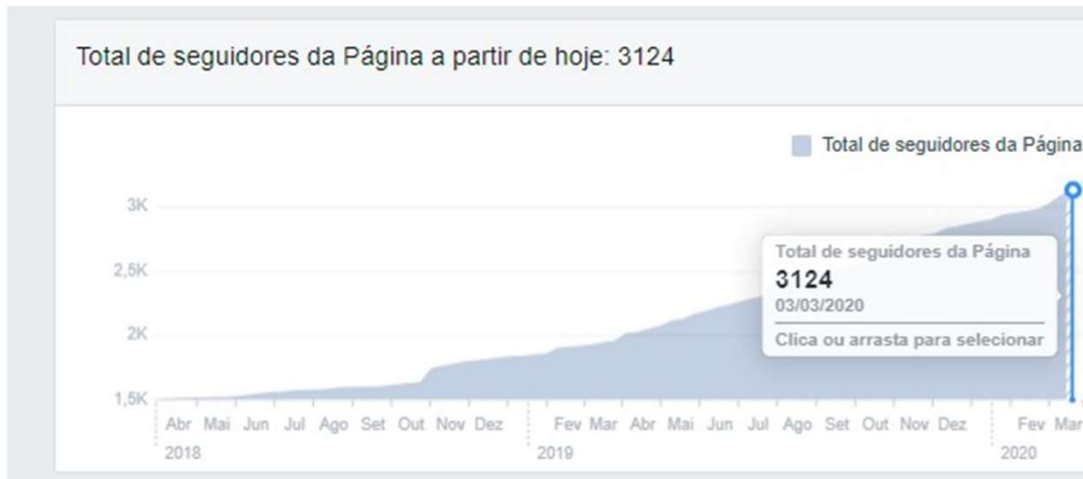 Total de seguidores da Página a partir de hoje: 3124
Total de seguidores da Página
3K
2,5K
2K
1,5K
Total de seguidores da Página
3124
03/03/2020
Clica ou arrasta para selecionar
Abr Mai Jun Jul Ago Set Out Nov Dez Fev Mar Abr Mai Jun Jul Ago Set Out Nov Dez Fev Mar
2018 2019 2020